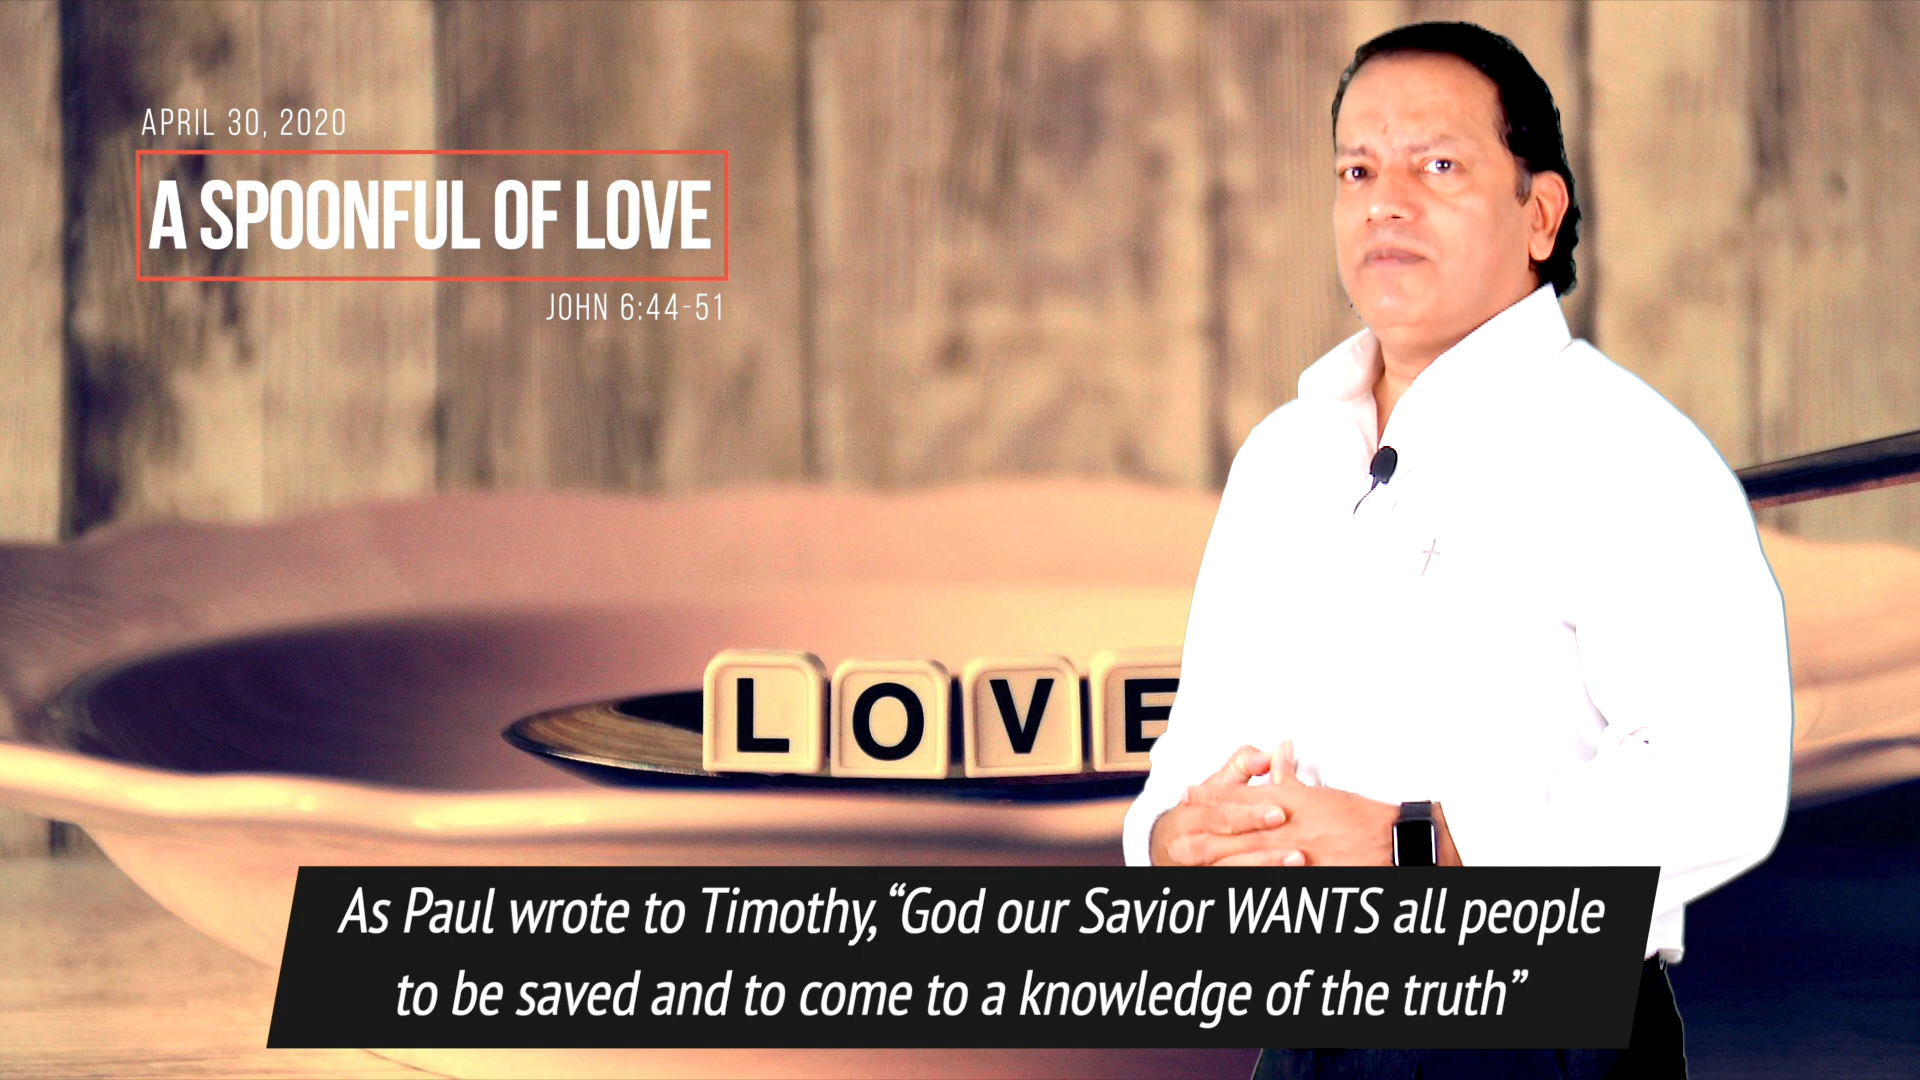 APRIL 30, 2020
A SPOONFUL OF LOVE
JOHN 6:44-51
LOVE
As Paul wrote to Timothy, “God our Savior WANTS all people
to be saved and to come to a knowledge of the truth”